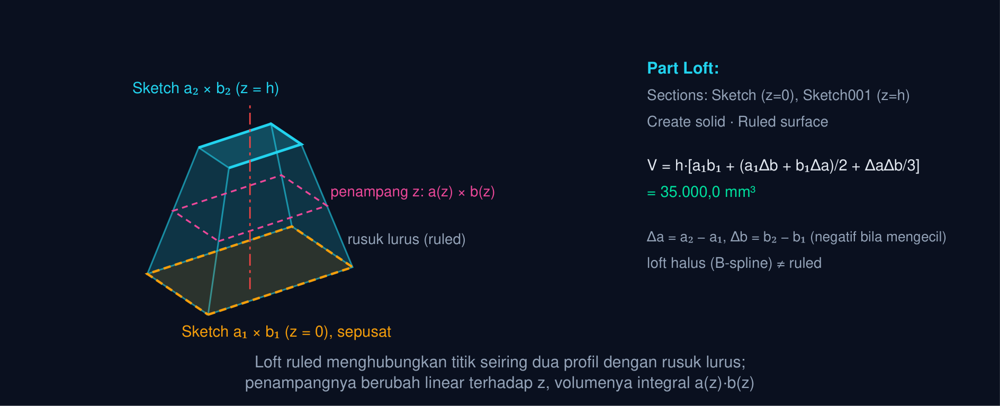 Sketch a₂ × b₂ (z = h)
penampang z: a(z) × b(z)
rusuk lurus (ruled)
Sketch a₁ × b₁ (z = 0), sepusat
Part Loft:
Sections: Sketch (z=0), Sketch001 (z=h)
Create solid · Ruled surface
V = h·[a₁b₁ + (a₁Δb + b₁Δa)/2 + ΔaΔb/3]
= 35.000,0 mm³
Δa = a₂ − a₁, Δb = b₂ − b₁ (negatif bila mengecil)
loft halus (B-spline) ≠ ruled
Loft ruled menghubungkan titik seiring dua profil dengan rusuk lurus;
penampangnya berubah linear terhadap z, volumenya integral a(z)·b(z)